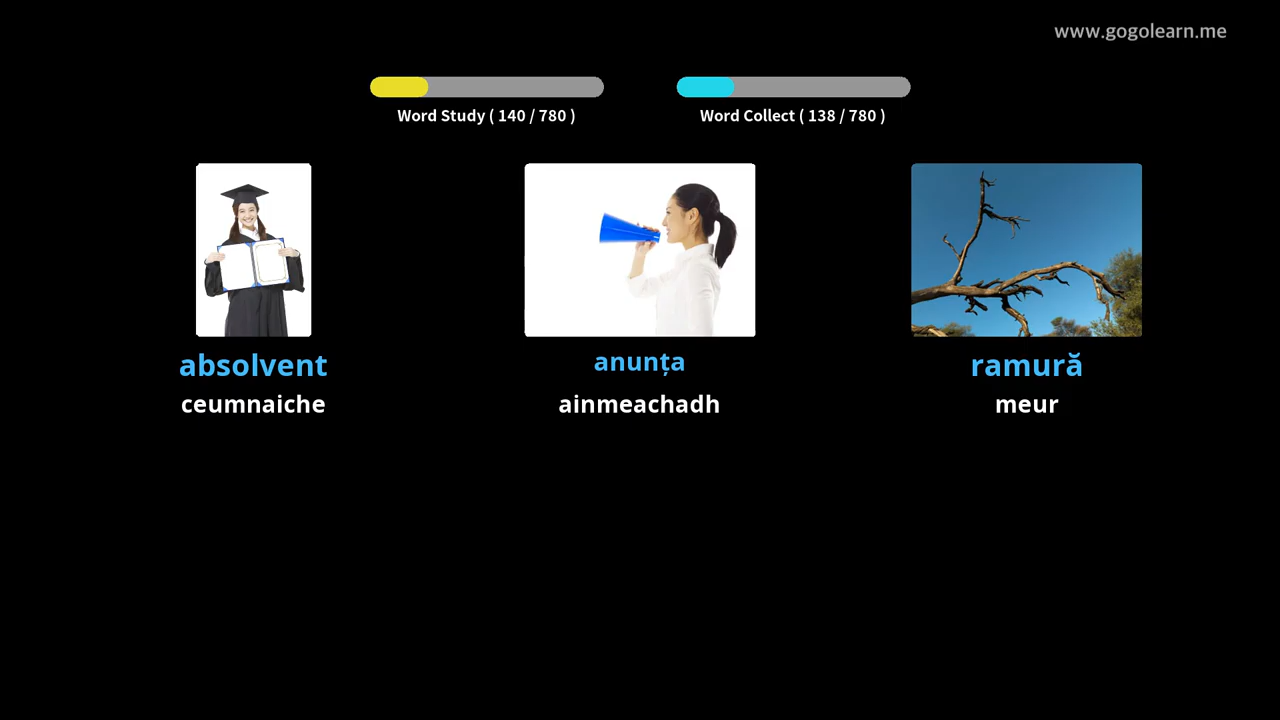 www.gogolearn.me
Word Study ( 140 / 780 )
Word Collect ( 138 / 780 )
absolvent
ceumnaiche
anunța
ainmeachadh
ramură
meur